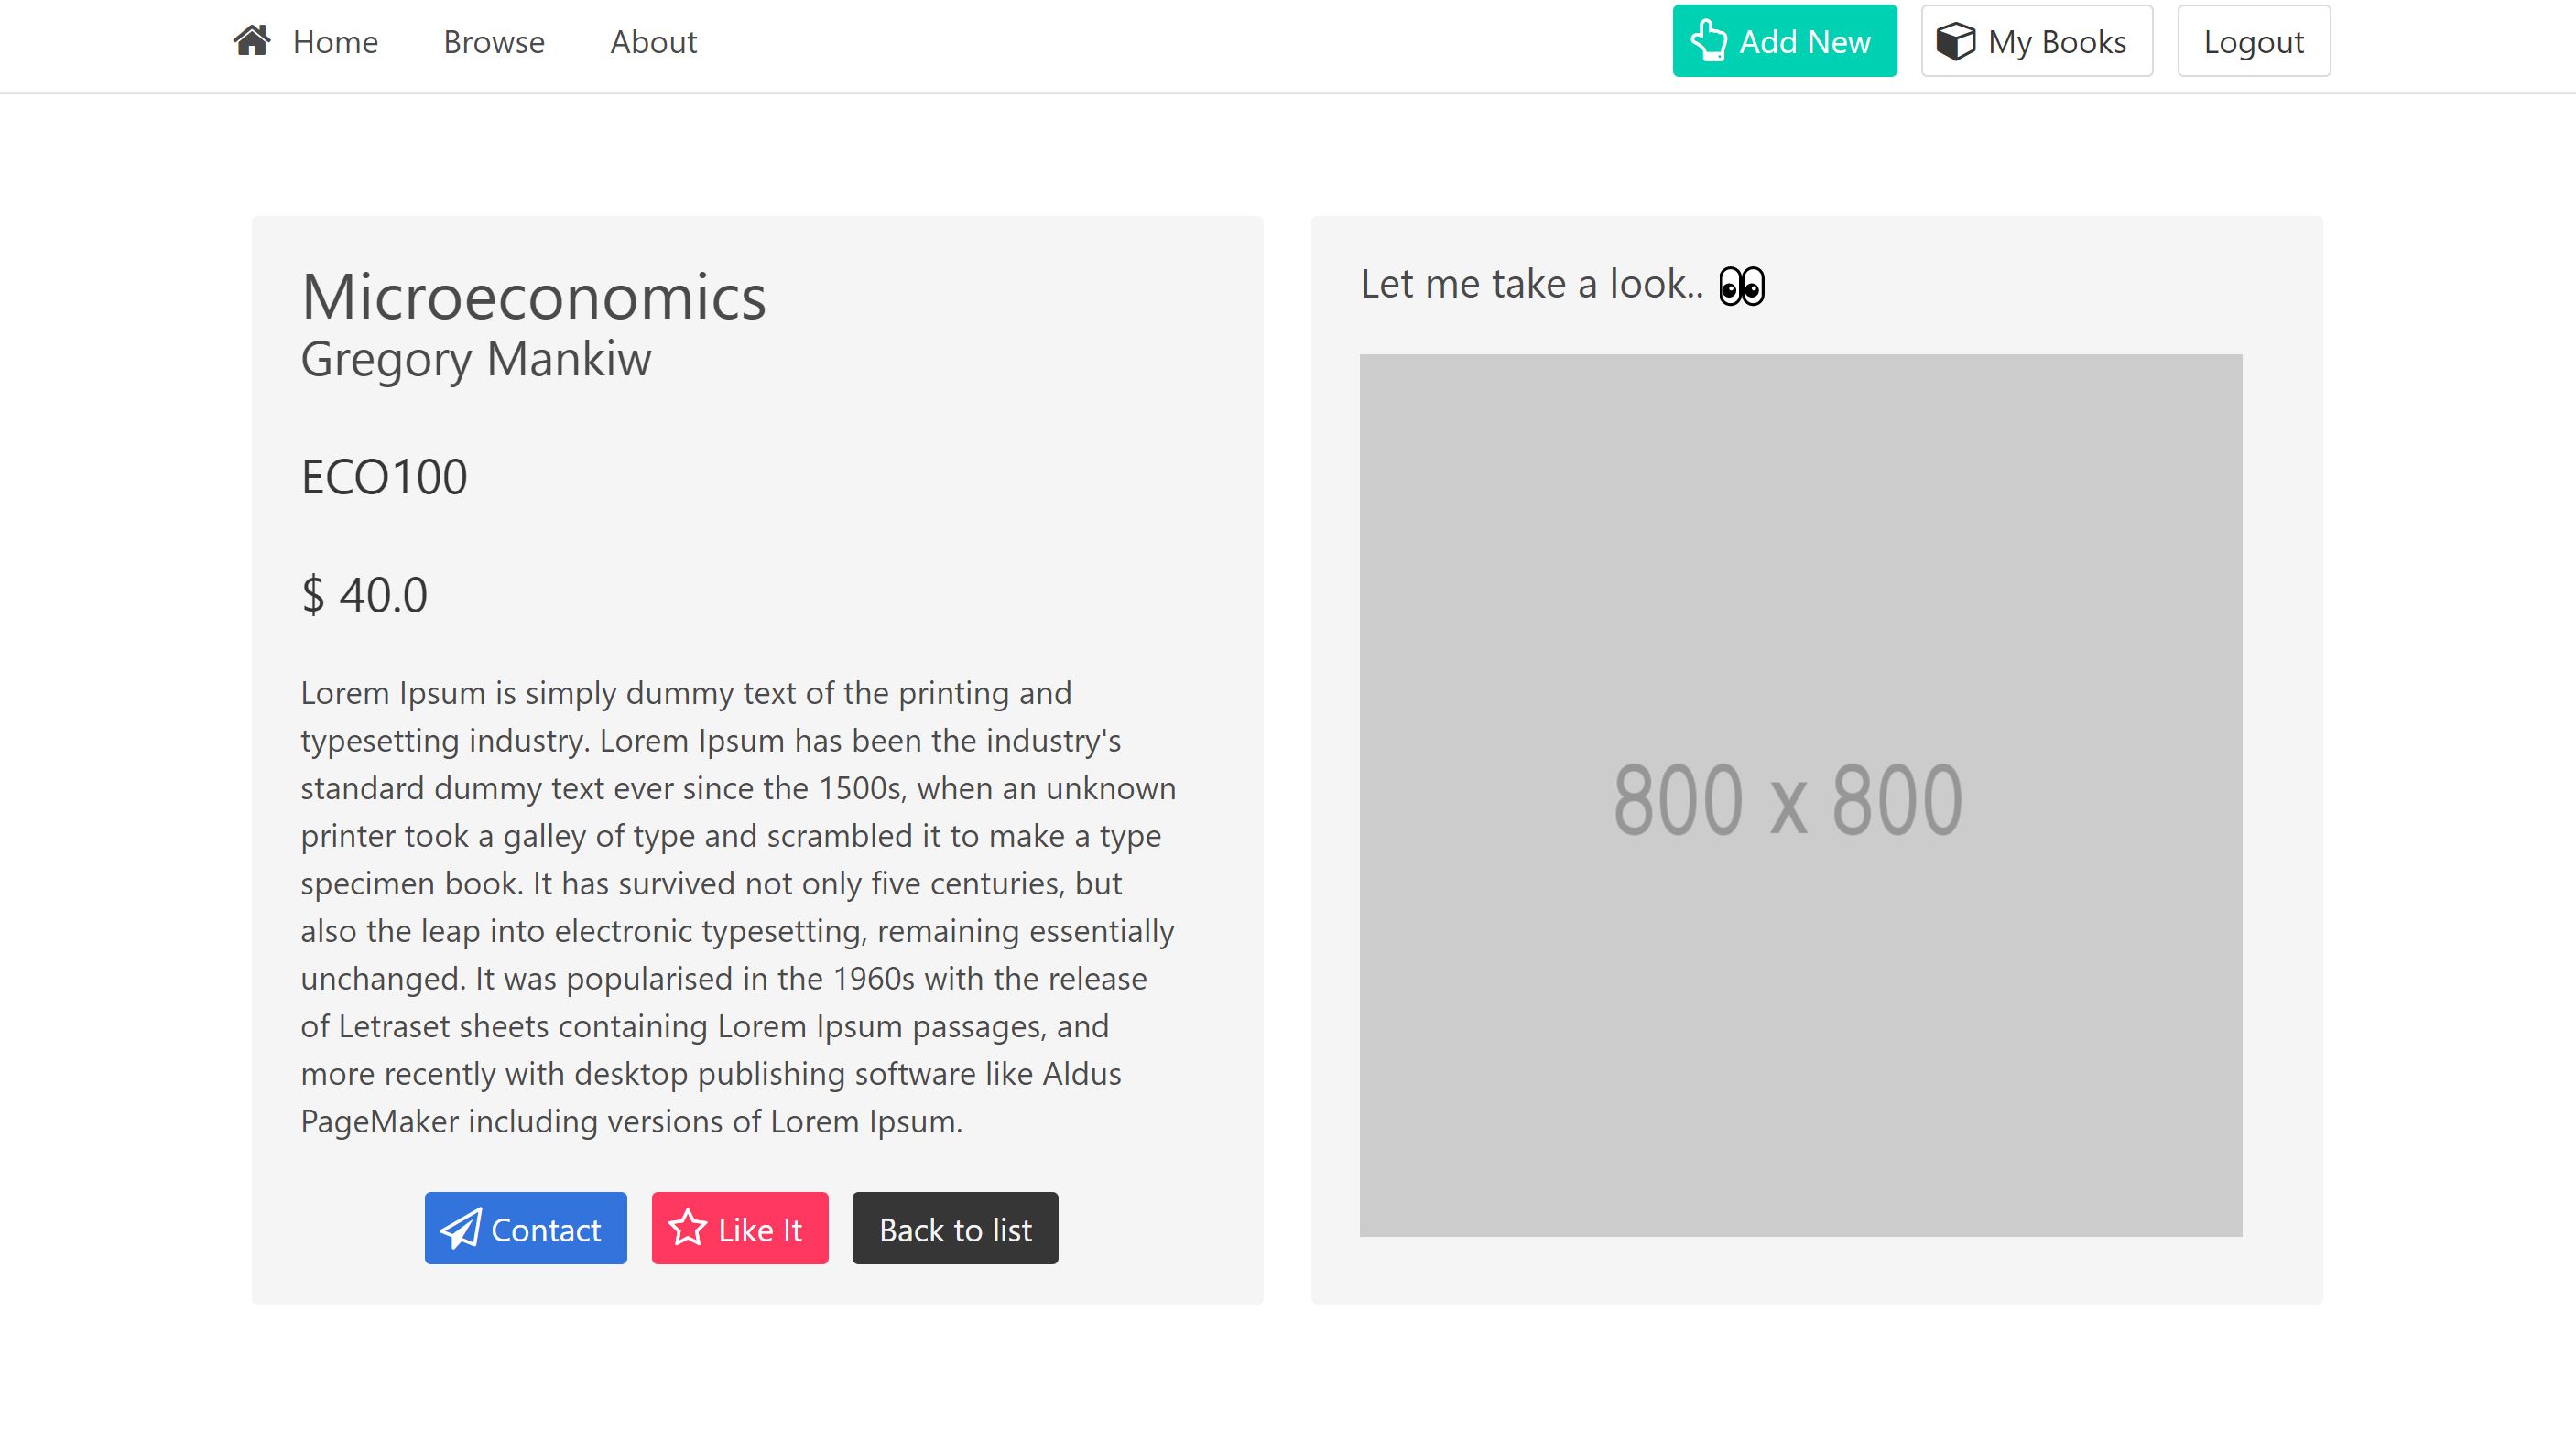 Home Browse About Add New My Books Logout
Microeconomics
Gregory Mankiw
ECO100
$ 40.0
Lorem Ipsum is simply dummy text of the printing and
typesetting industry. Lorem Ipsum has been the industry's
standard dummy text ever since the 1500s, when an unknown
printer took a galley of type and scrambled it to make a type
specimen book. It has survived not only five centuries, but
also the leap into electronic typesetting, remaining essentially
unchanged. It was popularised in the 1960s with the release
of Letraset sheets containing Lorem Ipsum passages, and
more recently with desktop publishing software like Aldus
PageMaker including versions of Lorem Ipsum.
Contact Like It Back to list
Let me take a look.. 👀
800 x 800